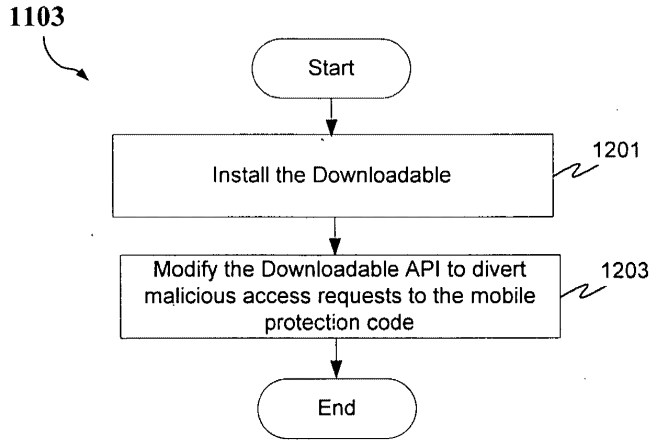 1103
Start
Install the Downloadable
1201
Modify the Downloadable API to divert
malicious access requests to the mobile
protection code
1203
End